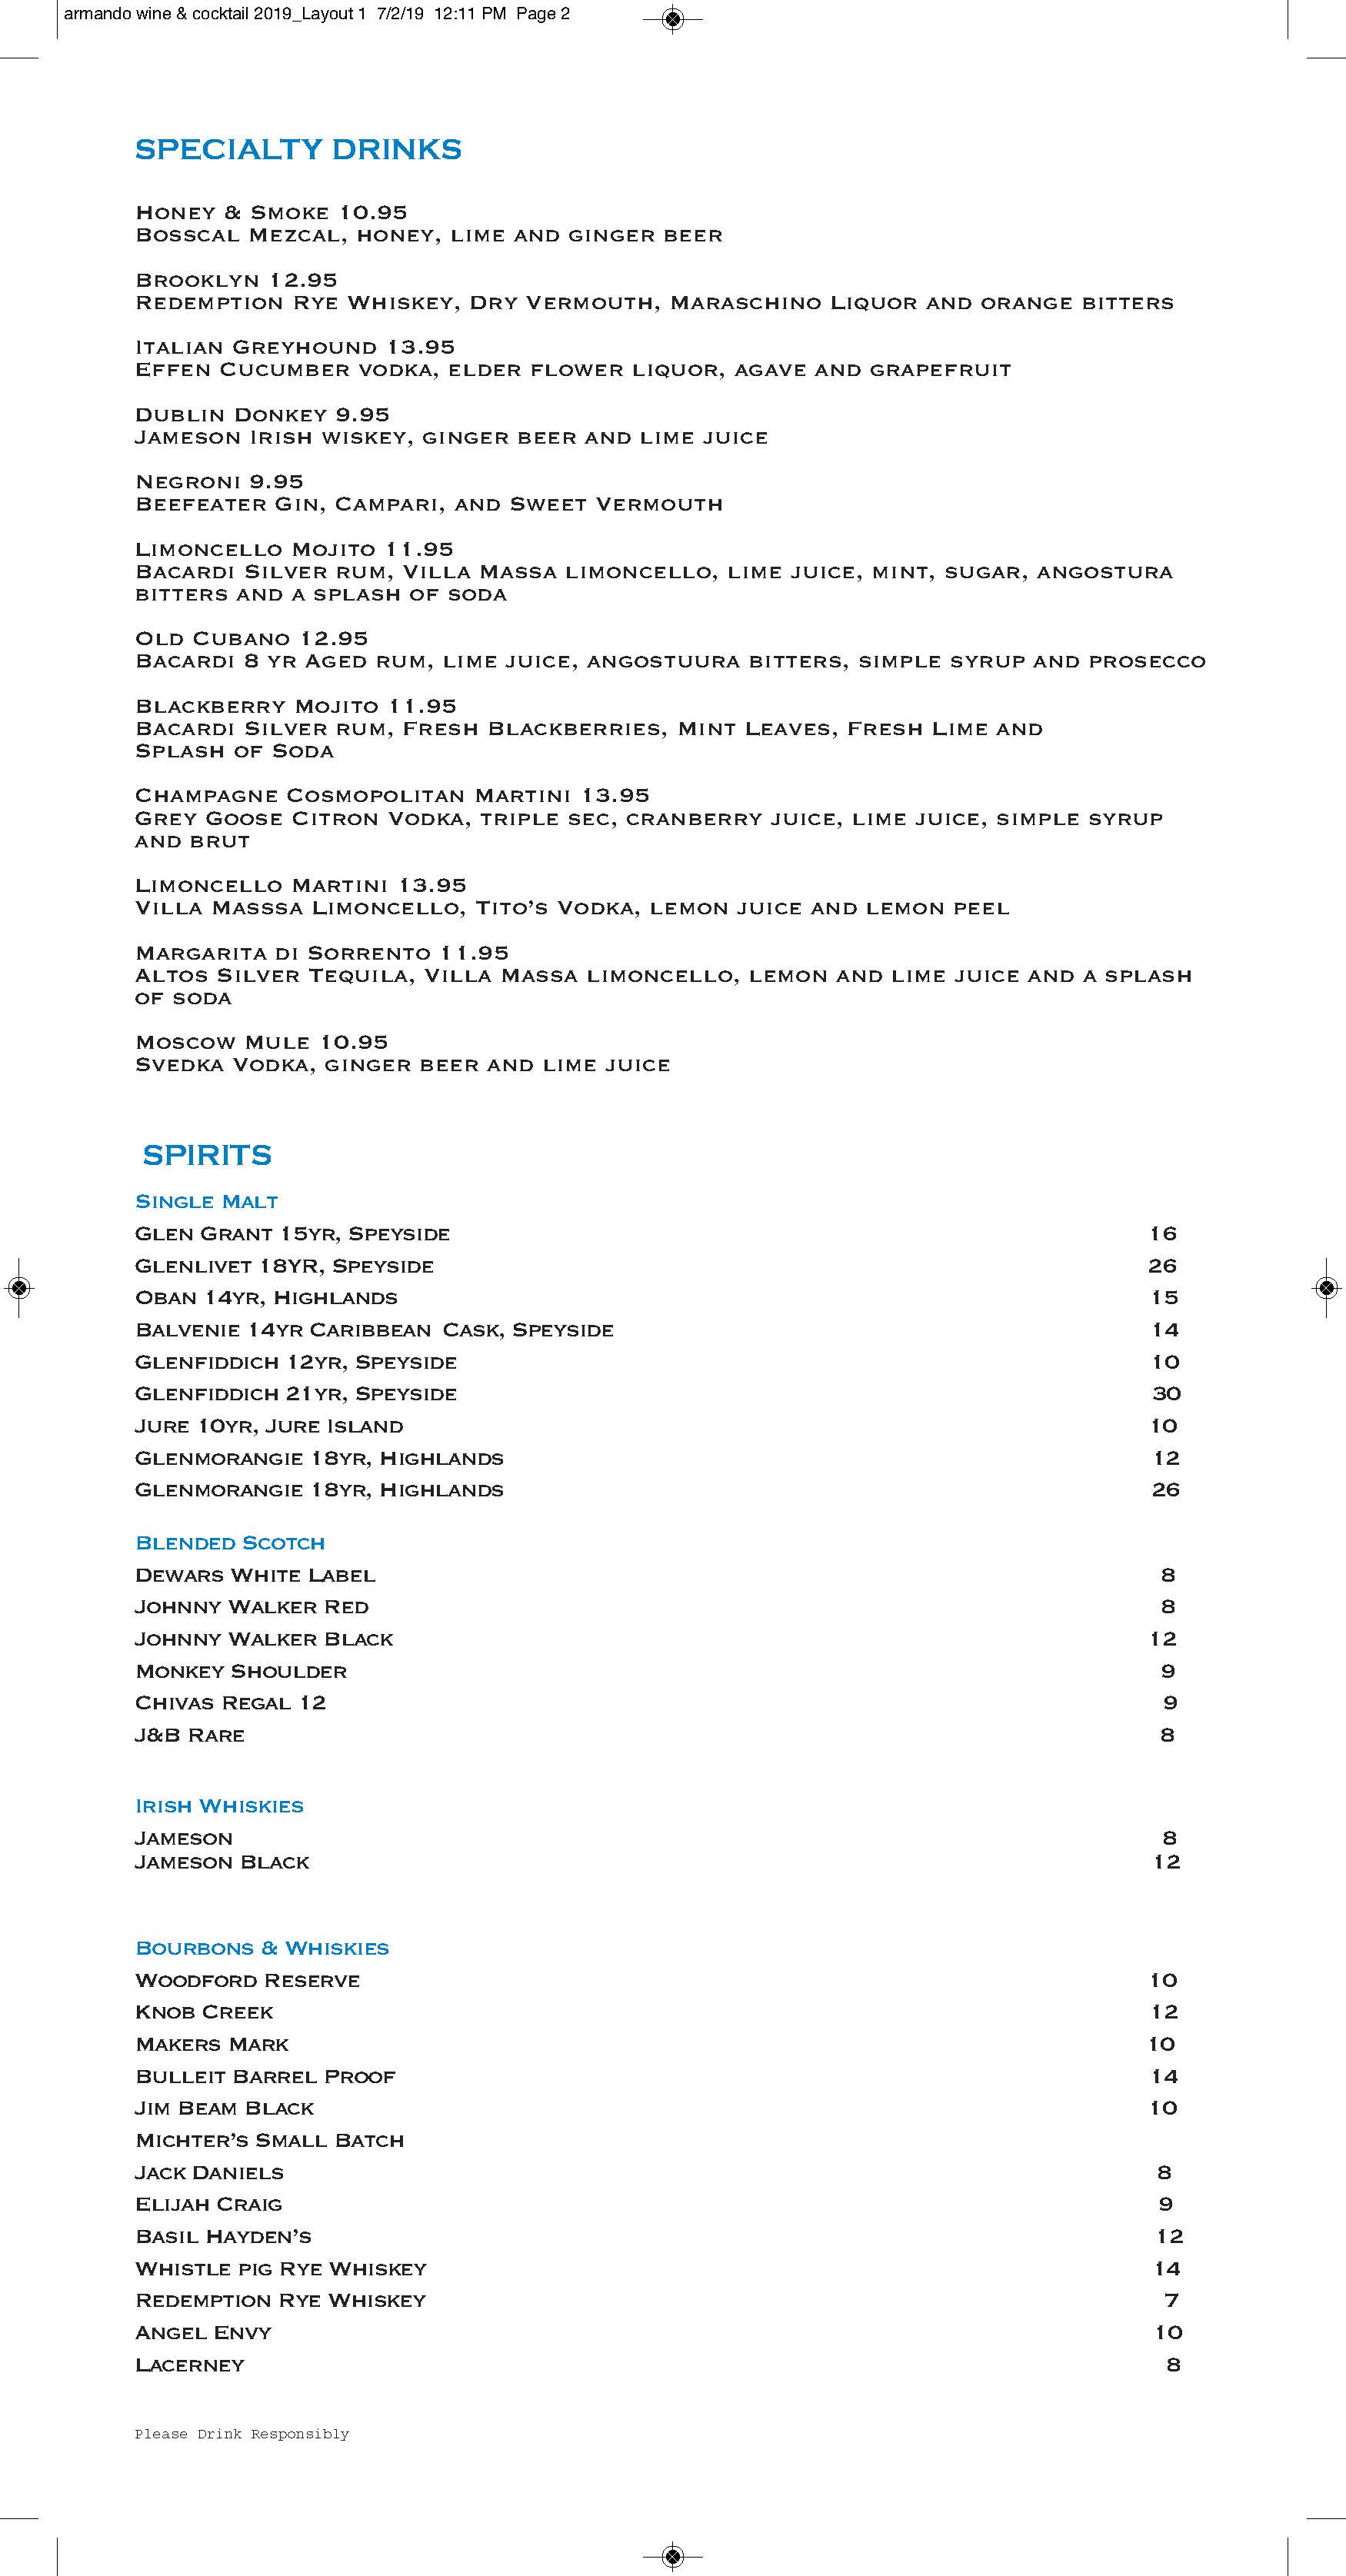 armando wine & cocktail 2019_Layout 1 7/2/19 12:11 PM Page 2
SPECIALTY DRINKS
Honey & Smoke 10.95
Bosscal Mezcal, honey, lime and ginger beer
Brooklyn 12.95
Redemption Rye Whiskey, Dry Vermouth, Maraschino Liquor and orange bitters
Italian Greyhound 13.95
Effen Cucumber vodka, elder flower liquor, agave and grapefruit
Dublin Donkey 9.95
Jameson Irish wiskey, ginger beer and lime juice
Negroni 9.95
Beefeater Gin, Campari, and Sweet Vermouth
Limoncello Mojito 11.95
Bacardi Silver rum, Villa Massa limoncello, lime juice, mint, sugar, angostura
bitters and a splash of soda
Old Cubano 12.95
Bacardi 8 yr Aged rum, lime juice, angostuura bitters, simple syrup and prosecco
Blackberry Mojito 11.95
Bacardi Silver rum, Fresh Blackberries, Mint Leaves, Fresh Lime and
Splash of Soda
Champagne Cosmopolitan Martini 13.95
Grey Goose Citron Vodka, triple sec, cranberry juice, lime juice, simple syrup
and brut
Limoncello Martini 13.95
Villa Masssa Limoncello, Tito's Vodka, lemon juice and lemon peel
Margarita di Sorrento 11.95
Altos Silver Tequila, Villa Massa limoncello, lemon and lime juice and a splash
of soda
Moscow Mule 10.95
Svedka Vodka, ginger beer and lime juice
SPIRITS
Single Malt
Glen Grant 15yr, Speyside 16
Glenlivet 18YR, Speyside 26
Oban 14yr, Highlands 15
Balvenie 14yr Caribbean Cask, Speyside 14
Glenfiddich 12yr, Speyside 10
Glenfiddich 21yr, Speyside 30
Jure 10yr, Jure Island 10
Glenmorangie 18yr, Highlands 12
Glenmorangie 18yr, Highlands 26
Blended Scotch
Dewars White Label 8
Johnny Walker Red 8
Johnny Walker Black 12
Monkey Shoulder 9
Chivas Regal 12 9
J&B Rare 8
Irish Whiskies
Jameson 8
Jameson Black 12
Bourbons & Whiskies
Woodford Reserve 10
Knob Creek 12
Makers Mark 10
Bulleit Barrel Proof 14
Jim Beam Black 10
Michter's Small Batch
Jack Daniels 8
Elijah Craig 9
Basil Hayden's 12
Whistle pig Rye Whiskey 14
Redemption Rye Whiskey 7
Angel Envy 10
Lacerney 8
Please Drink Responsibly